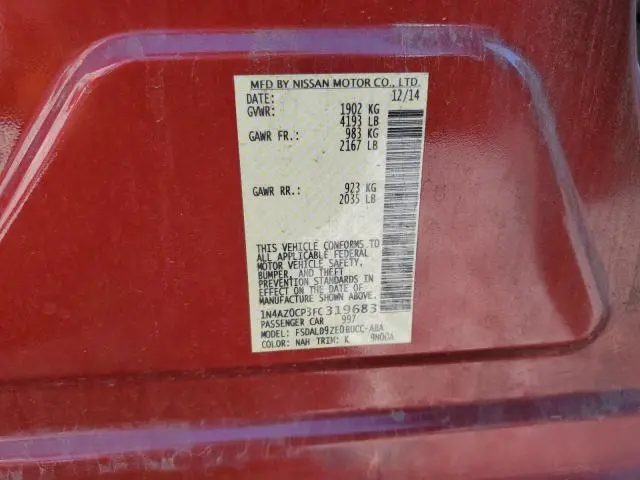 MFD BY NISSAN MOTOR CO., LTD.
DATE: 12/14
GVWR: 1902 KG
4193 LB
GAWR FR.: 983 KG
2167 LB
GAWR RR.: 923 KG
2035 LB
THIS VEHICLE CONFORMS TO
ALL APPLICABLE FEDERAL
MOTOR VEHICLE SAFETY,
BUMPER, AND THEFT
PREVENTION STANDARDS IN
EFFECT ON THE DATE OF
MANUFACTURE SHOWN ABOVE.
1N4AZ0CP3FC319683
PASSENGER CAR 997
MODEL: FSDALD9ZE0BUCC-ABA
COLOR: NAH TRIM: K 9N00A